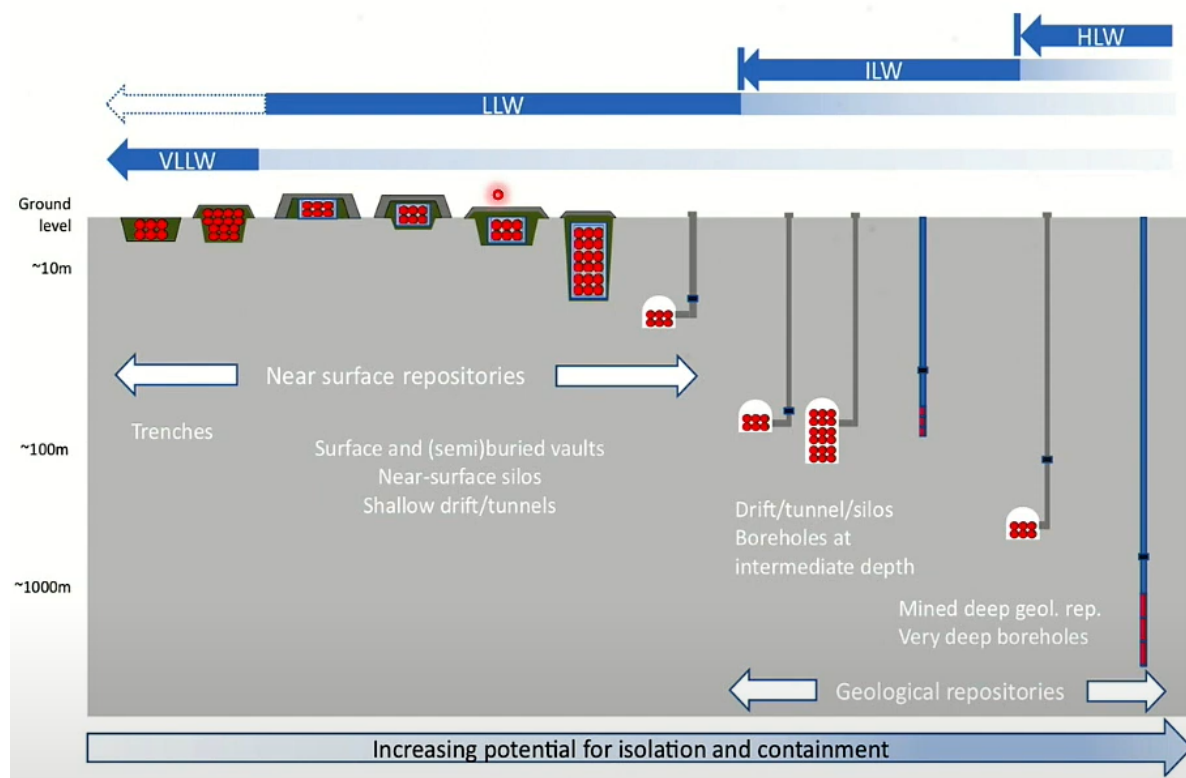 HLW
ILW
LLW
VLLW
Ground
level
~10m
Near surface repositories
Trenches
~100m
Surface and (semi)buried vaults
Near-surface silos
Shallow drift/tunnels
Drift/tunnel/silos
Boreholes at
intermediate depth
~1000m
Mined deep geol. rep.
Very deep boreholes
Geological repositories
Increasing potential for isolation and containment